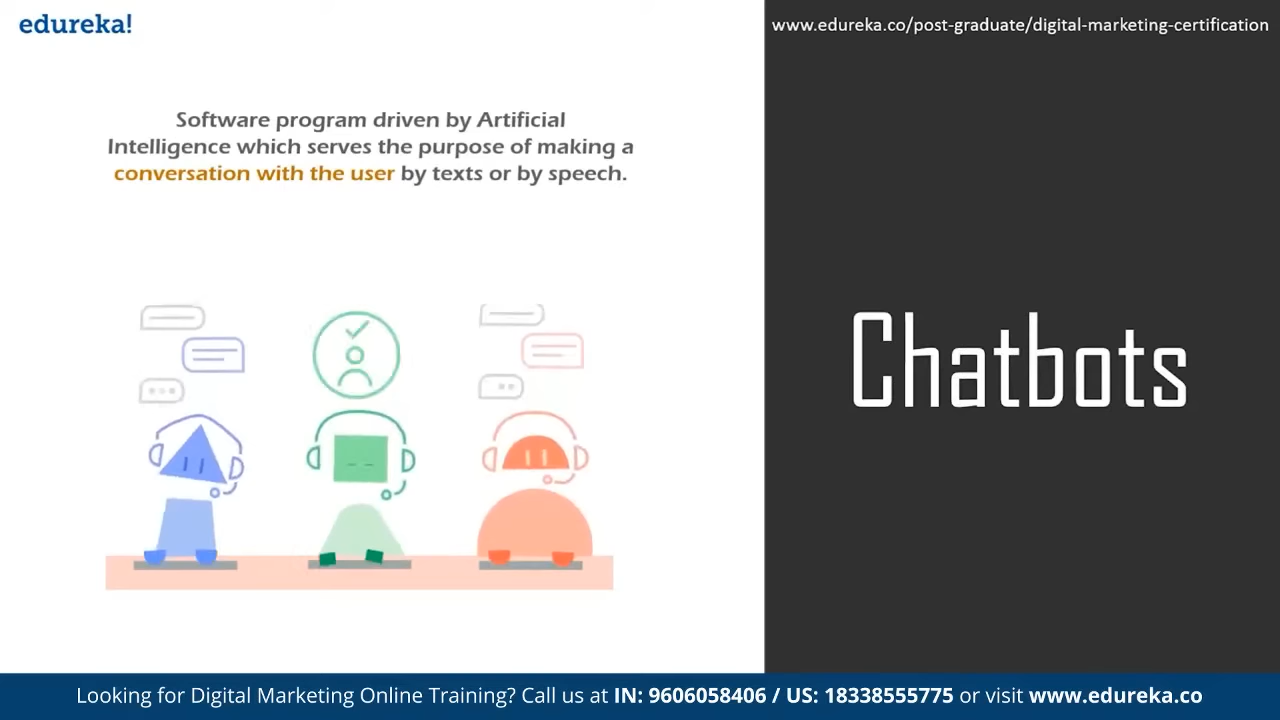 edureka!
www.edureka.co/post-graduate/digital-marketing-certification
Software program driven by Artificial
Intelligence which serves the purpose of making a
conversation with the user by texts or by speech.
Chatbots
Looking for Digital Marketing Online Training? Call us at IN: 9606058406 / US: 18338555775 or visit www.edureka.co